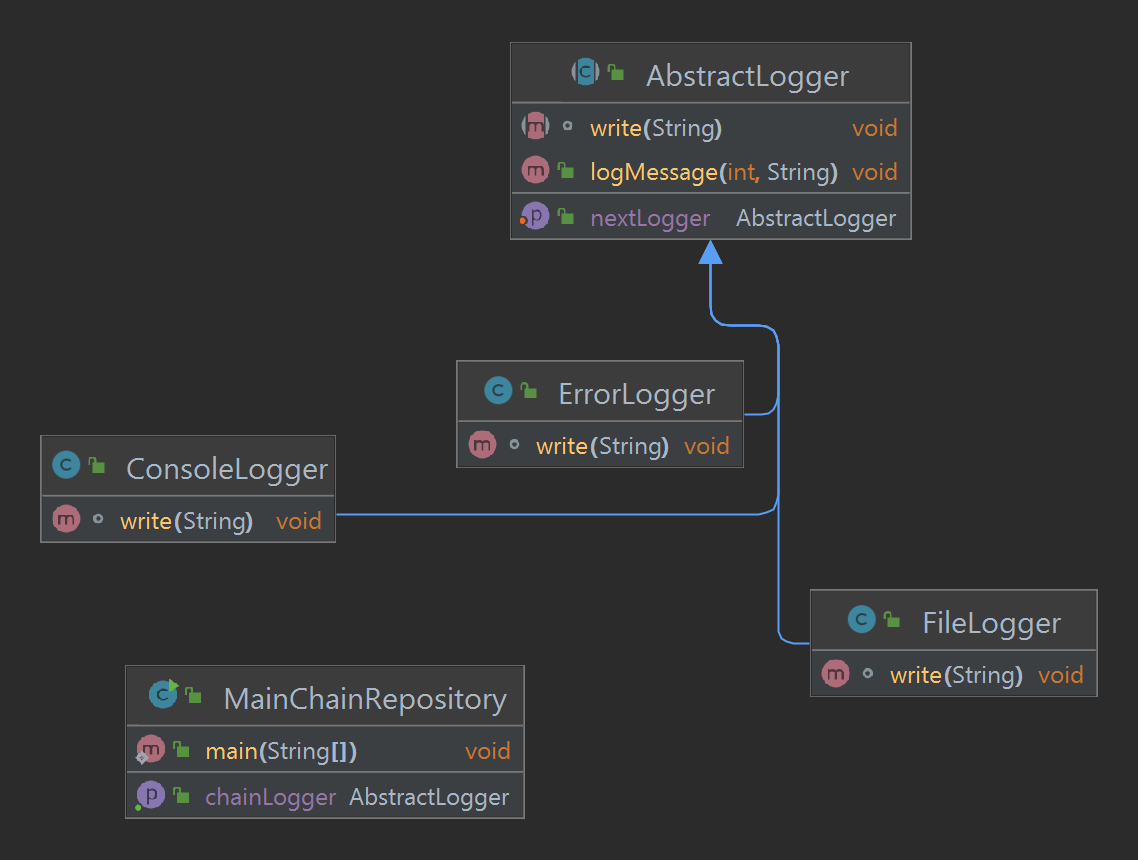 AbstractLogger
write(String) void
logMessage(int, String) void
nextLogger AbstractLogger
ErrorLogger
write(String) void
ConsoleLogger
write(String) void
FileLogger
write(String) void
MainChainRepository
main(String[]) void
chainLogger AbstractLogger